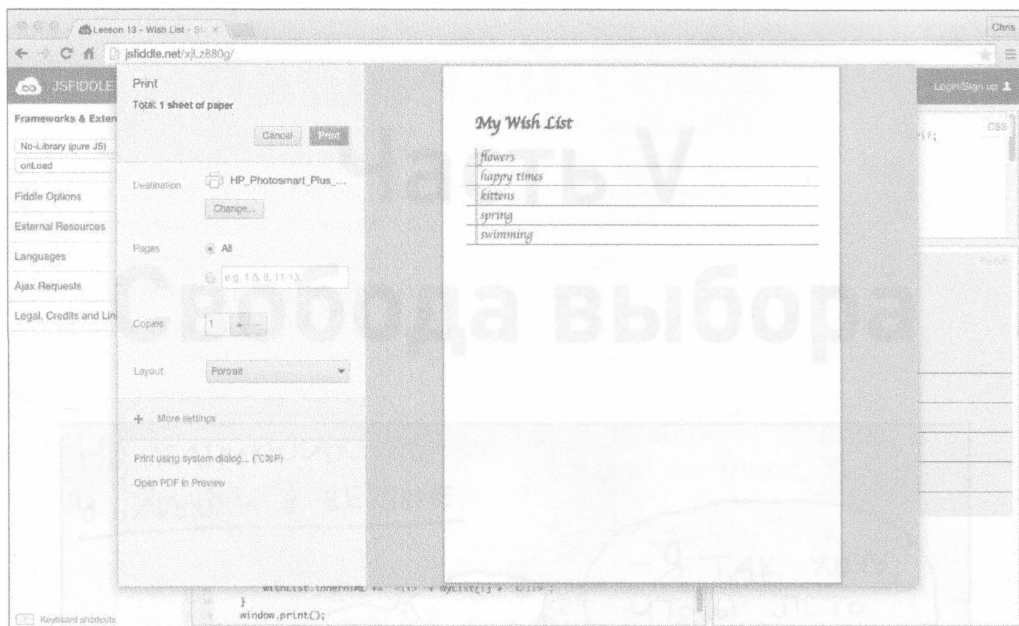 Lesson 13 - Wish List -
Chris
jsfiddle.net/xjLz880g/
JSFIDDLE
Login/Sign up
Frameworks & Exten
No-Library (pure JS)
onLoad
Fiddle Options
External Resources
Languages
Ajax Requests
Legal, Credits and Lin
Keyboard shortcuts
Print
Total: 1 sheet of paper
Cancel Print
Destination HP_Photosmart_Plus_...
Change...
Pages All
e.g. 1-5, 8, 11-13
Copies 1
Layout Portrait
More settings
Print using system dialog... (⌥⌘P)
Open PDF in Preview
My Wish List
flowers
happy times
kittens
spring
swimming
CSS
Часть V
Свобода выбора
}
window.print();